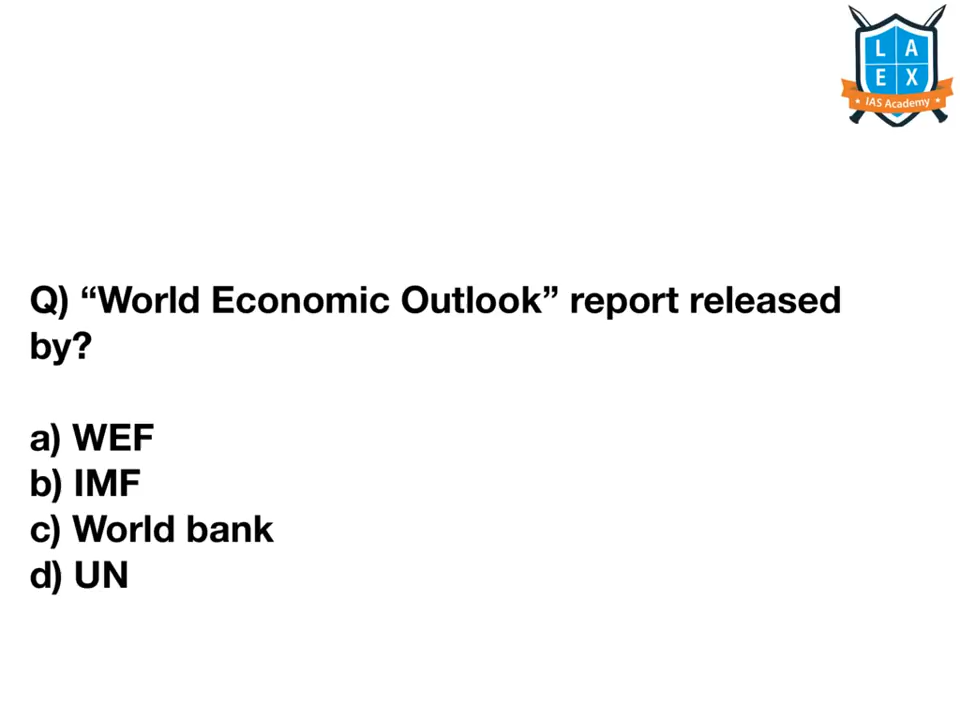 L A
E X
IAS Academy
Q) “World Economic Outlook” report released
by?
a) WEF
b) IMF
c) World bank
d) UN